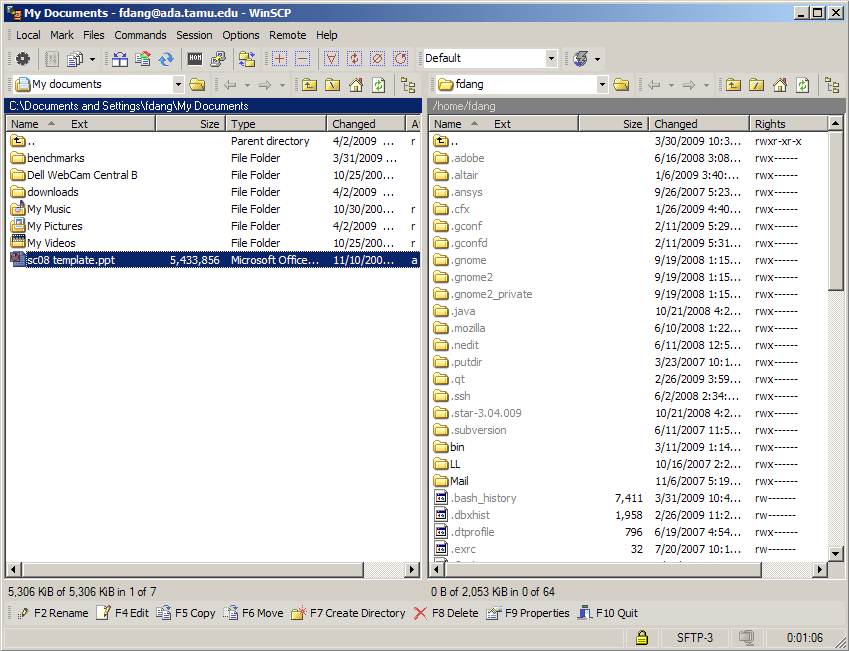 My Documents - fdang@ada.tamu.edu - WinSCP
Local Mark Files Commands Session Options Remote Help
Default
My documents fdang
C:\Documents and Settings\fdang\My Documents /home/fdang
Name Ext Size Type Changed A Name Ext Size Changed Rights
.. Parent directory 4/2/2009 ... r .. 3/30/2009 10:3... rwxr-xr-x
benchmarks File Folder 3/31/2009 ... .adobe 6/16/2008 3:08... rwx------
Dell WebCam Central B File Folder 10/25/200... .altair 1/6/2009 3:40:... rwx------
downloads File Folder 4/2/2009 ... .ansys 9/26/2007 5:23... rwx------
My Music File Folder 10/30/200... r .cfx 1/26/2009 4:40... rwx------
My Pictures File Folder 4/2/2009 ... r .gconf 2/11/2009 5:29... rwx------
My Videos File Folder 10/25/200... r .gconfd 2/11/2009 5:31... rwx------
sc08 template.ppt 5,433,856 Microsoft Office... 11/10/200... a .gnome 9/19/2008 1:15... rwx------
.gnome2 9/19/2008 1:15... rwx------
.gnome2_private 9/19/2008 1:15... rwx------
.java 10/21/2008 4:2... rwx------
.mozilla 6/10/2008 1:22... rwx------
.nedit 6/11/2008 12:5... rwx------
.putdir 3/23/2007 10:1... rwx------
.qt 2/26/2009 3:59... rwx------
.ssh 6/2/2008 2:34:... rwx------
.star-3.04.009 10/21/2008 4:2... rwx------
.subversion 6/11/2007 11:5... rwx------
bin 3/11/2009 1:14... rwx------
LL 10/16/2007 2:2... rwx------
Mail 11/6/2007 5:19... rwx------
.bash_history 7,411 3/31/2009 10:4... rw-------
.dbxhist 1,958 2/26/2009 11:2... rw-------
.dtprofile 796 6/19/2007 4:54... rwx------
.exrc 32 7/20/2007 10:1... rw-------
5,306 KiB of 5,306 KiB in 1 of 7 0 B of 2,053 KiB in 0 of 64
F2 Rename F4 Edit F5 Copy F6 Move F7 Create Directory F8 Delete F9 Properties F10 Quit
SFTP-3 0:01:06